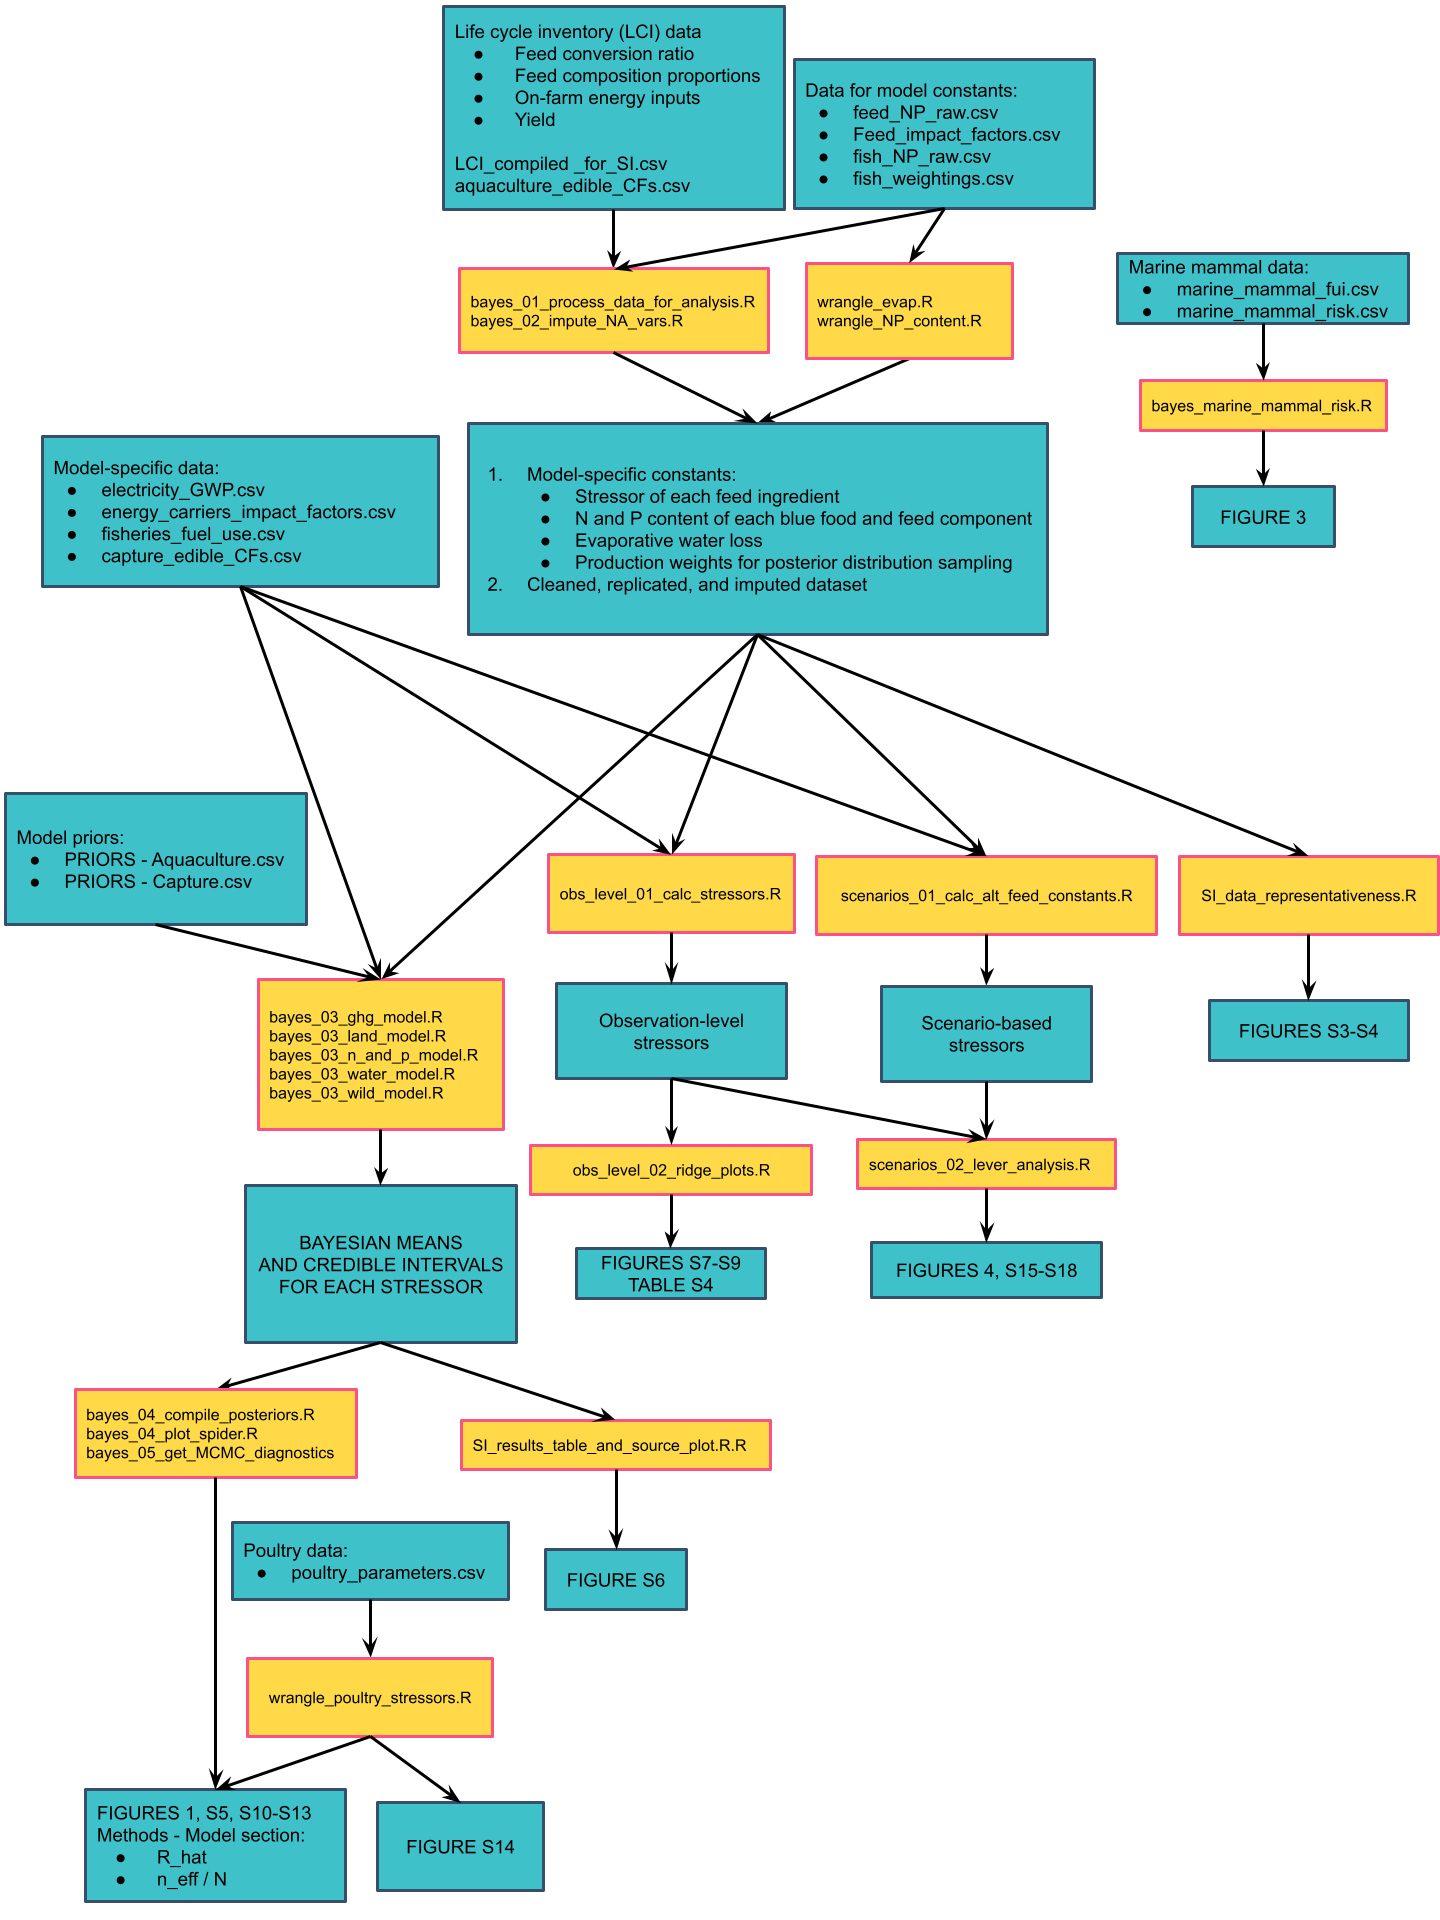 Life cycle inventory (LCI) data
● Feed conversion ratio
● Feed composition proportions
● On-farm energy inputs
● Yield
LCI_compiled _for_SI.csv
aquaculture_edible_CFs.csv
Data for model constants:
● feed_NP_raw.csv
● Feed_impact_factors.csv
● fish_NP_raw.csv
● fish_weightings.csv
bayes_01_process_data_for_analysis.R
bayes_02_impute_NA_vars.R
wrangle_evap.R
wrangle_NP_content.R
Marine mammal data:
● marine_mammal_fui.csv
● marine_mammal_risk.csv
bayes_marine_mammal_risk.R
FIGURE 3
Model-specific data:
● electricity_GWP.csv
● energy_carriers_impact_factors.csv
● fisheries_fuel_use.csv
● capture_edible_CFs.csv
1. Model-specific constants:
● Stressor of each feed ingredient
● N and P content of each blue food and feed component
● Evaporative water loss
● Production weights for posterior distribution sampling
2. Cleaned, replicated, and imputed dataset
Model priors:
● PRIORS - Aquaculture.csv
● PRIORS - Capture.csv
obs_level_01_calc_stressors.R
scenarios_01_calc_alt_feed_constants.R
SI_data_representativeness.R
bayes_03_ghg_model.R
bayes_03_land_model.R
bayes_03_n_and_p_model.R
bayes_03_water_model.R
bayes_03_wild_model.R
Observation-level
stressors
Scenario-based
stressors
FIGURES S3-S4
obs_level_02_ridge_plots.R
scenarios_02_lever_analysis.R
BAYESIAN MEANS
AND CREDIBLE INTERVALS
FOR EACH STRESSOR
FIGURES S7-S9
TABLE S4
FIGURES 4, S15-S18
bayes_04_compile_posteriors.R
bayes_04_plot_spider.R
bayes_05_get_MCMC_diagnostics
SI_results_table_and_source_plot.R.R
Poultry data:
● poultry_parameters.csv
FIGURE S6
wrangle_poultry_stressors.R
FIGURES 1, S5, S10-S13
Methods - Model section:
● R_hat
● n_eff / N
FIGURE S14